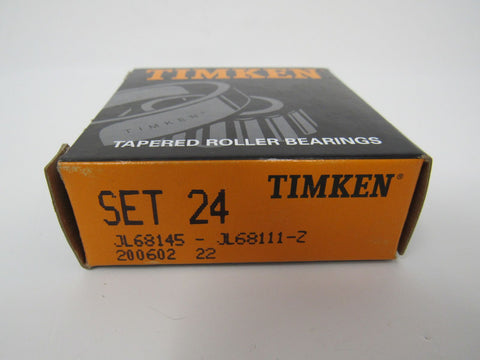 TIMKEN
TIMKEN®
TAPERED ROLLER BEARINGS
TIMKEN®
SET 24
JL68145 - JL68111-Z
200602 22